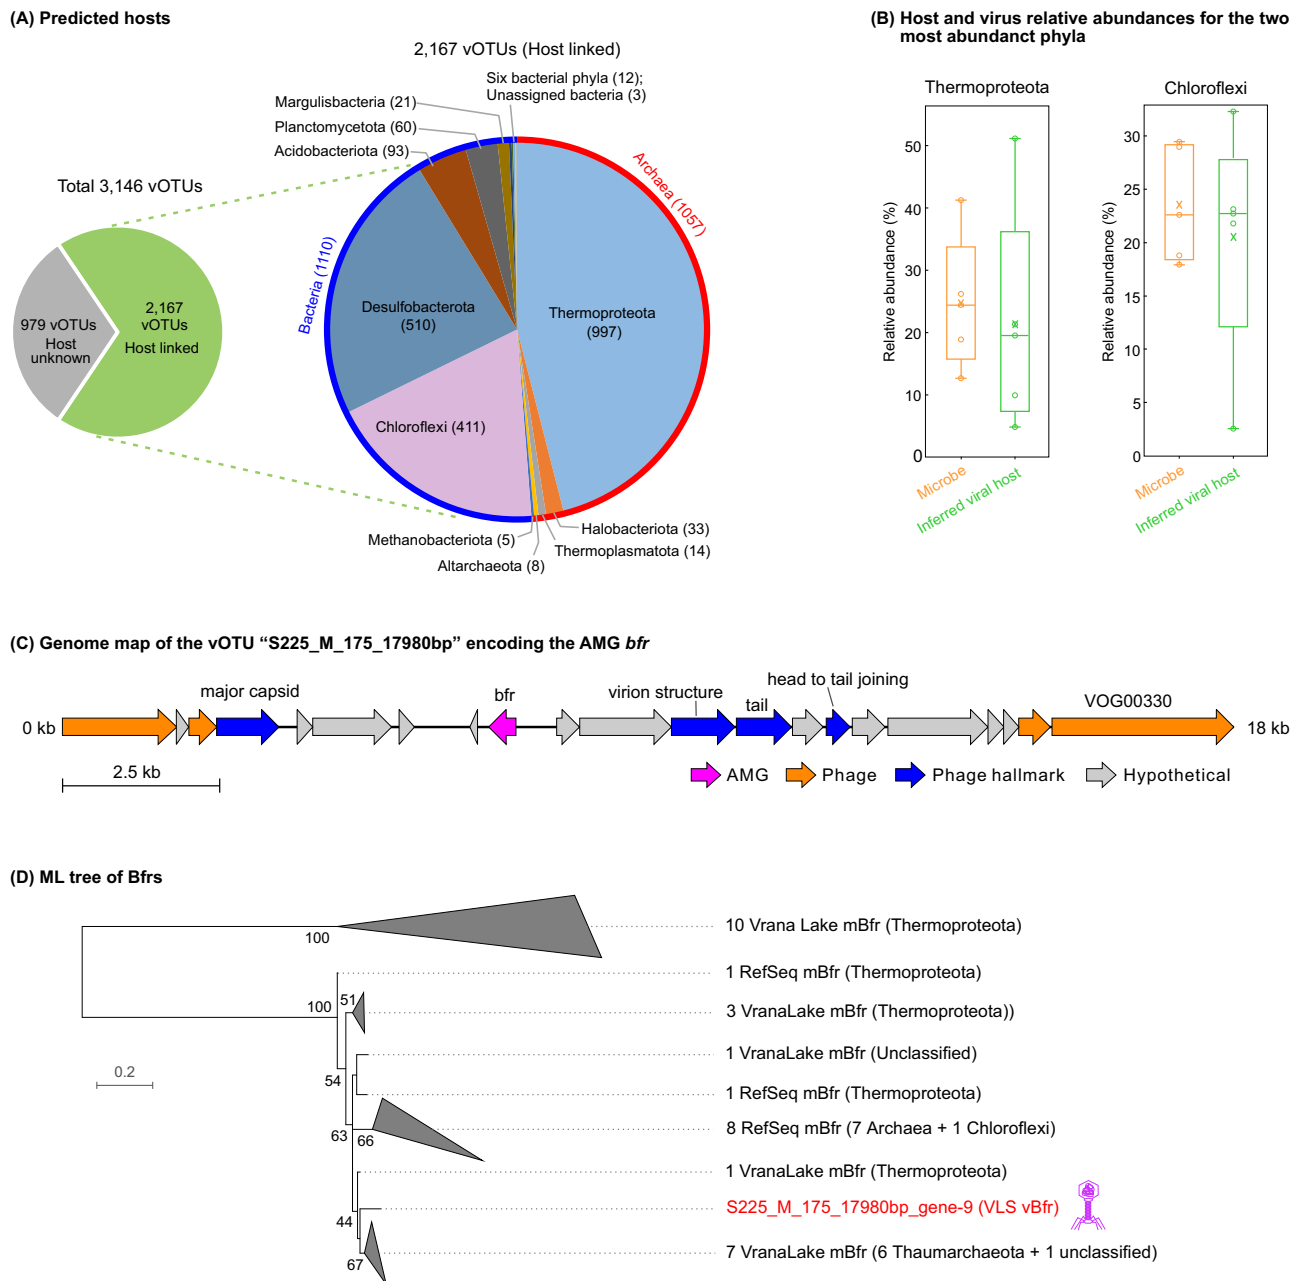 (A) Predicted hosts
2,167 vOTUs (Host linked)
Six bacterial phyla (12);
Unassigned bacteria (3)
Margulisbacteria (21)
Planctomycetota (60)
Acidobacteriota (93)
Total 3,146 vOTUs
Archaea (1057)
Bacteria (1110)
Desulfobacterota
(510)
Thermoproteota
(997)
979 vOTUs
Host
unknown
2,167
vOTUs
Host linked
Chloroflexi (411)
Methanobacteriota (5)
Altarchaeota (8)
Halobacteriota (33)
Thermoplasmatota (14)
(B) Host and virus relative abundances for the two
most abundanct phyla
Thermoproteota
Relative abundance (%)
50
40
30
20
10
0
Microbe
Inferred viral host
Chloroflexi
Relative abundance (%)
30
25
20
15
10
5
0
Microbe
Inferred viral host
(C) Genome map of the vOTU “S225_M_175_17980bp” encoding the AMG bfr
0 kb
major capsid
bfr
virion structure
tail
head to tail joining
VOG00330
18 kb
2.5 kb
AMG
Phage
Phage hallmark
Hypothetical
(D) ML tree of Bfrs
100
10 Vrana Lake mBfr (Thermoproteota)
1 RefSeq mBfr (Thermoproteota)
100
51
3 VranaLake mBfr (Thermoproteota))
1 VranaLake mBfr (Unclassified)
0.2
54
1 RefSeq mBfr (Thermoproteota)
63
66
8 RefSeq mBfr (7 Archaea + 1 Chloroflexi)
1 VranaLake mBfr (Thermoproteota)
S225_M_175_17980bp_gene-9 (VLS vBfr)
44
67
7 VranaLake mBfr (6 Thaumarchaeota + 1 unclassified)